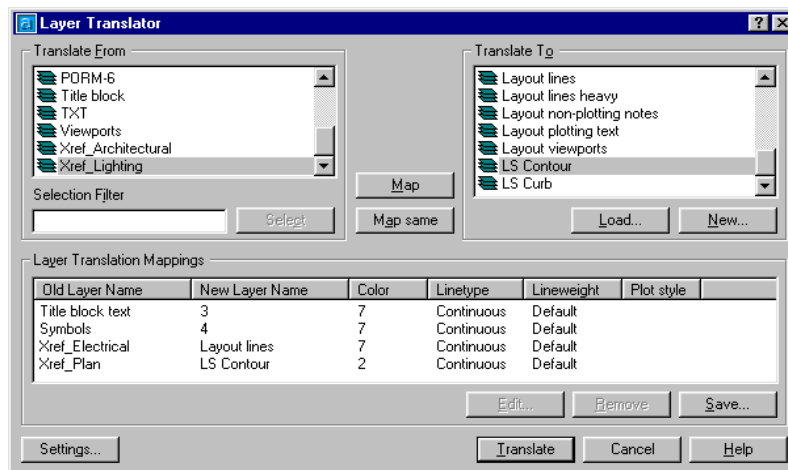 Layer Translator
Translate From
PORM-6
Title block
TXT
Viewports
Xref_Architectural
Xref_Lighting
Selection Filter
Select
Map
Map same
Translate To
Layout lines
Layout lines heavy
Layout non-plotting notes
Layout plotting text
Layout viewports
LS Contour
LS Curb
Load... New...
Layer Translation Mappings
Old Layer Name New Layer Name Color Linetype Lineweight Plot style
Title block text 3 7 Continuous Default
Symbols 4 7 Continuous Default
Xref_Electrical Layout lines 7 Continuous Default
Xref_Plan LS Contour 2 Continuous Default
Edit... Remove Save...
Settings... Translate Cancel Help